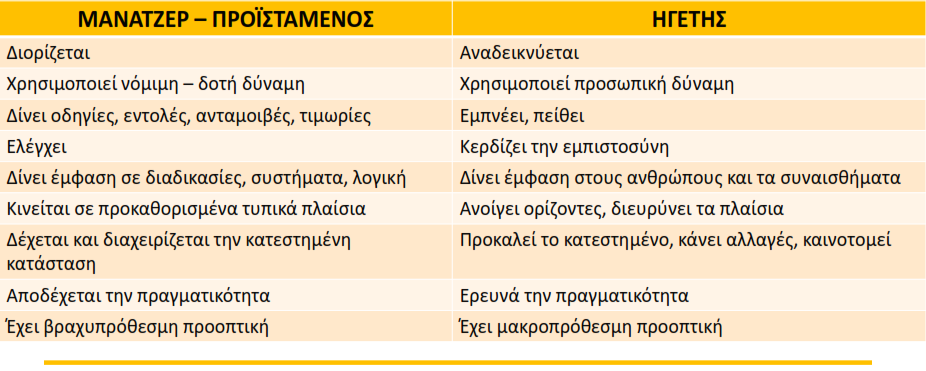 ΜΑΝΑΤΖΕΡ – ΠΡΟΪΣΤΑΜΕΝΟΣ ΗΓΕΤΗΣ
Διορίζεται Αναδεικνύεται
Χρησιμοποιεί νόμιμη – δοτή δύναμη Χρησιμοποιεί προσωπική δύναμη
Δίνει οδηγίες, εντολές, ανταμοιβές, τιμωρίες Εμπνέει, πείθει
Ελέγχει Κερδίζει την εμπιστοσύνη
Δίνει έμφαση σε διαδικασίες, συστήματα, λογική Δίνει έμφαση στους ανθρώπους και τα συναισθήματα
Κινείται σε προκαθορισμένα τυπικά πλαίσια Ανοίγει ορίζοντες, διευρύνει τα πλαίσια
Δέχεται και διαχειρίζεται την κατεστημένη Προκαλεί το κατεστημένο, κάνει αλλαγές, καινοτομεί
κατάσταση
Αποδέχεται την πραγματικότητα Ερευνά την πραγματικότητα
Έχει βραχυπρόθεσμη προοπτική Έχει μακροπρόθεσμη προοπτική